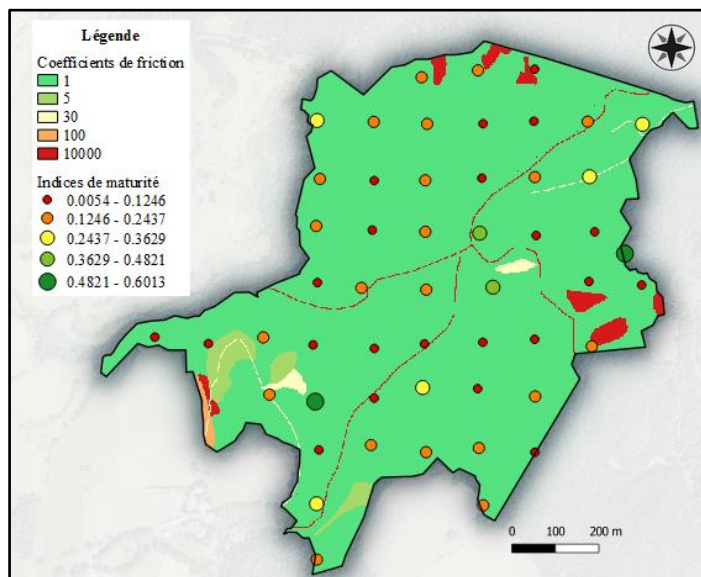 Légende
Coefficients de friction
1
5
30
100
10000
Indices de maturité
0.0054 - 0.1246
0.1246 - 0.2437
0.2437 - 0.3629
0.3629 - 0.4821
0.4821 - 0.6013
0 100 200 m